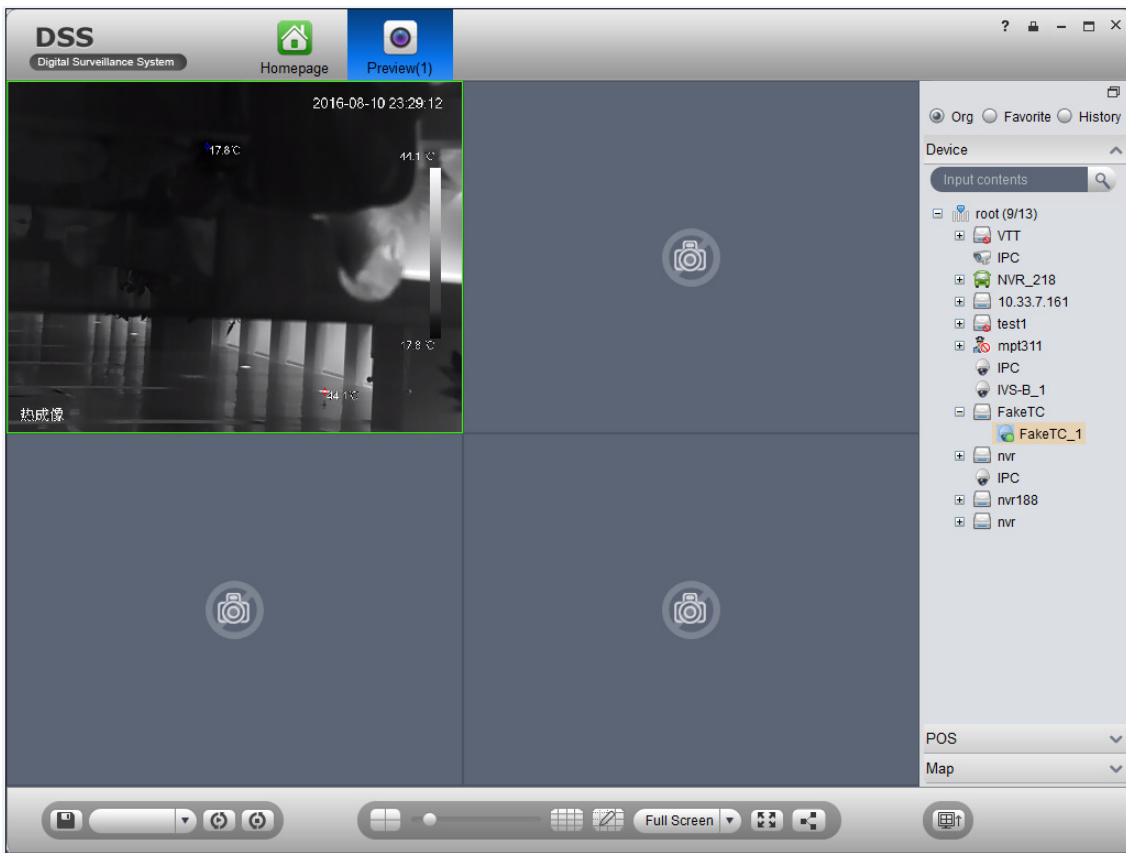 DSS
Digital Surveillance System
Homepage
Preview(1)
?
2016-08-10 23:29:12
17.8℃
44.1 ℃
17.8 ℃
44.1℃
热成像
Org
Favorite
History
Device
Input contents
root (9/13)
VTT
IPC
NVR_218
10.33.7.161
test1
mpt311
IPC
IVS-B_1
FakeTC
FakeTC_1
nvr
IPC
nvr188
nvr
POS
Map
Full Screen